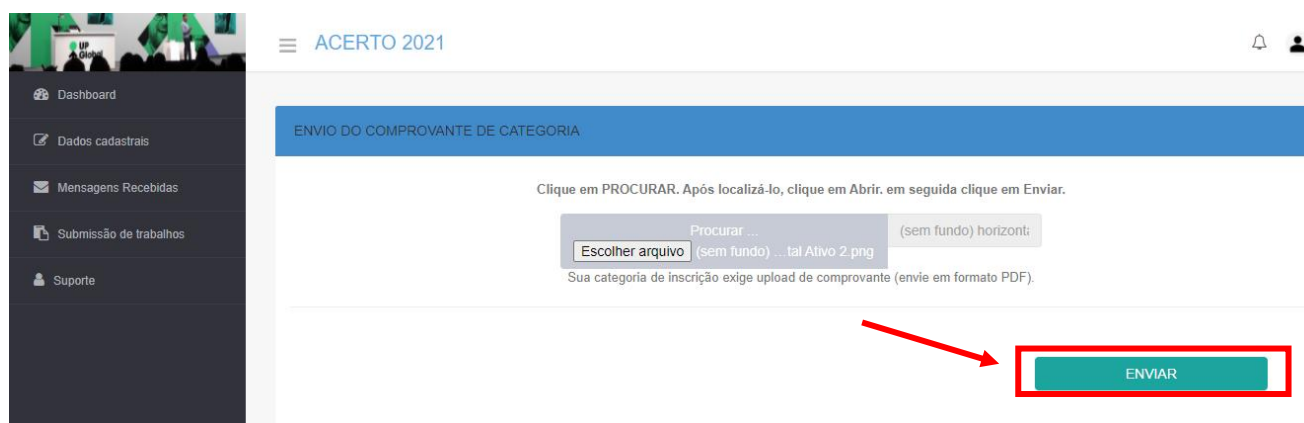 UP
Global
ACERTO 2021
Dashboard
Dados cadastrais
Mensagens Recebidas
Submissão de trabalhos
Suporte
ENVIO DO COMPROVANTE DE CATEGORIA
Clique em PROCURAR. Após localizá-lo, clique em Abrir. em seguida clique em Enviar.
Procurar ...
(sem fundo) horizonta
Escolher arquivo (sem fundo) ...tal Ativo 2.png
Sua categoria de inscrição exige upload de comprovante (envie em formato PDF).
ENVIAR